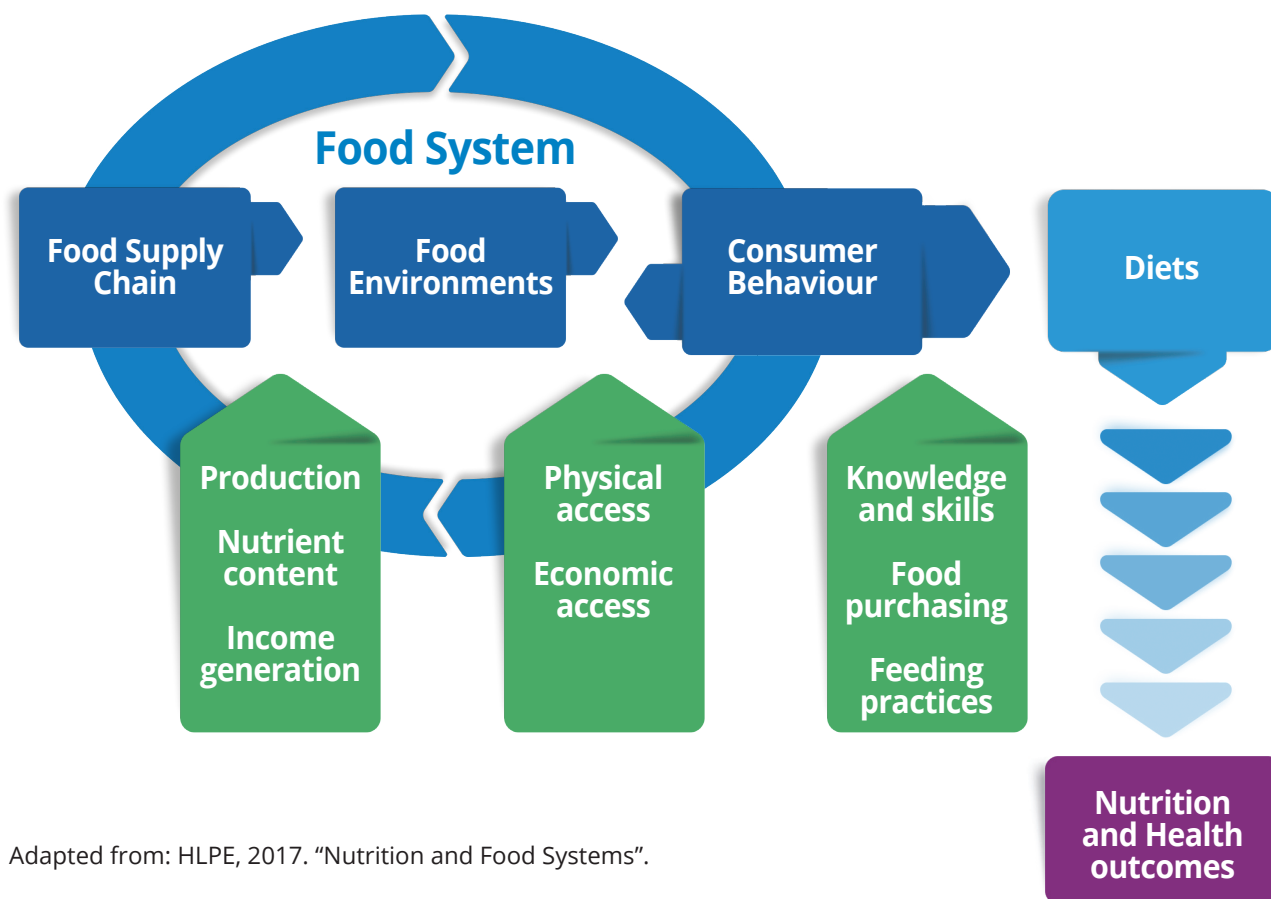 Food System
Food Supply
Chain
Food
Environments
Consumer
Behaviour
Diets
Production
Nutrient
content
Income
generation
Physical
access
Economic
access
Knowledge
and skills
Food
purchasing
Feeding
practices
Nutrition
and Health
outcomes
Adapted from: HLPE, 2017. “Nutrition and Food Systems”.